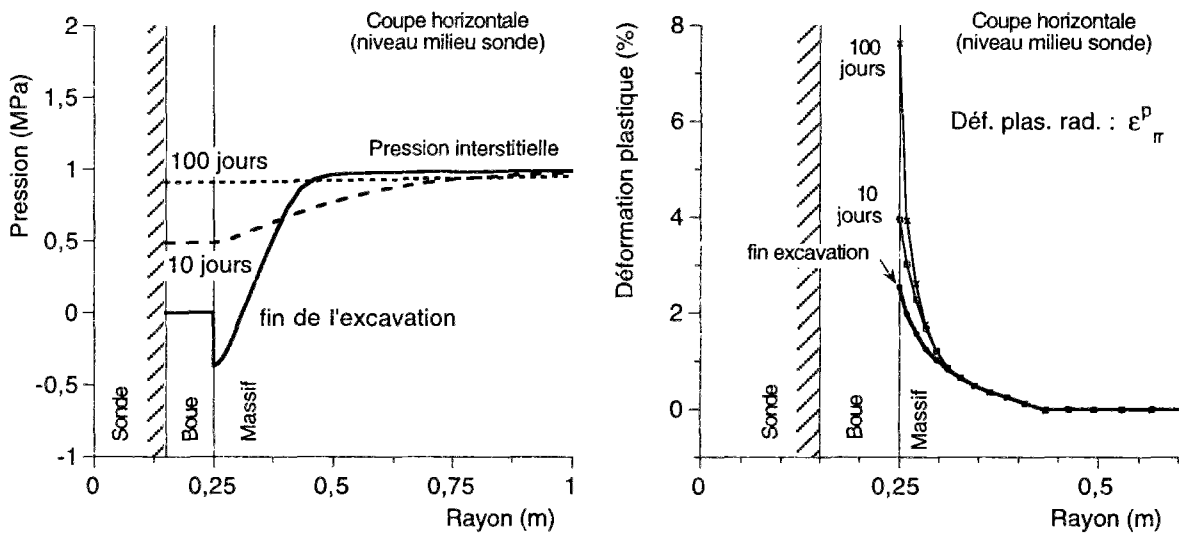 Coupe horizontale
(niveau milieu sonde)
Pression (MPa)
2
1,5
1
0,5
0
-0,5
-1
100 jours
Pression interstitielle
10 jours
fin de l'excavation
Sonde
Boue
Massif
0
0,25
0,5
0,75
1
Rayon (m)
Coupe horizontale
(niveau milieu sonde)
Déformation plastique (%)
8
6
4
2
0
100
jours
Déf. plas. rad. : εᵖrr
10
jours
fin excavation
Sonde
Boue
Massif
0
0,25
0,5
Rayon (m)